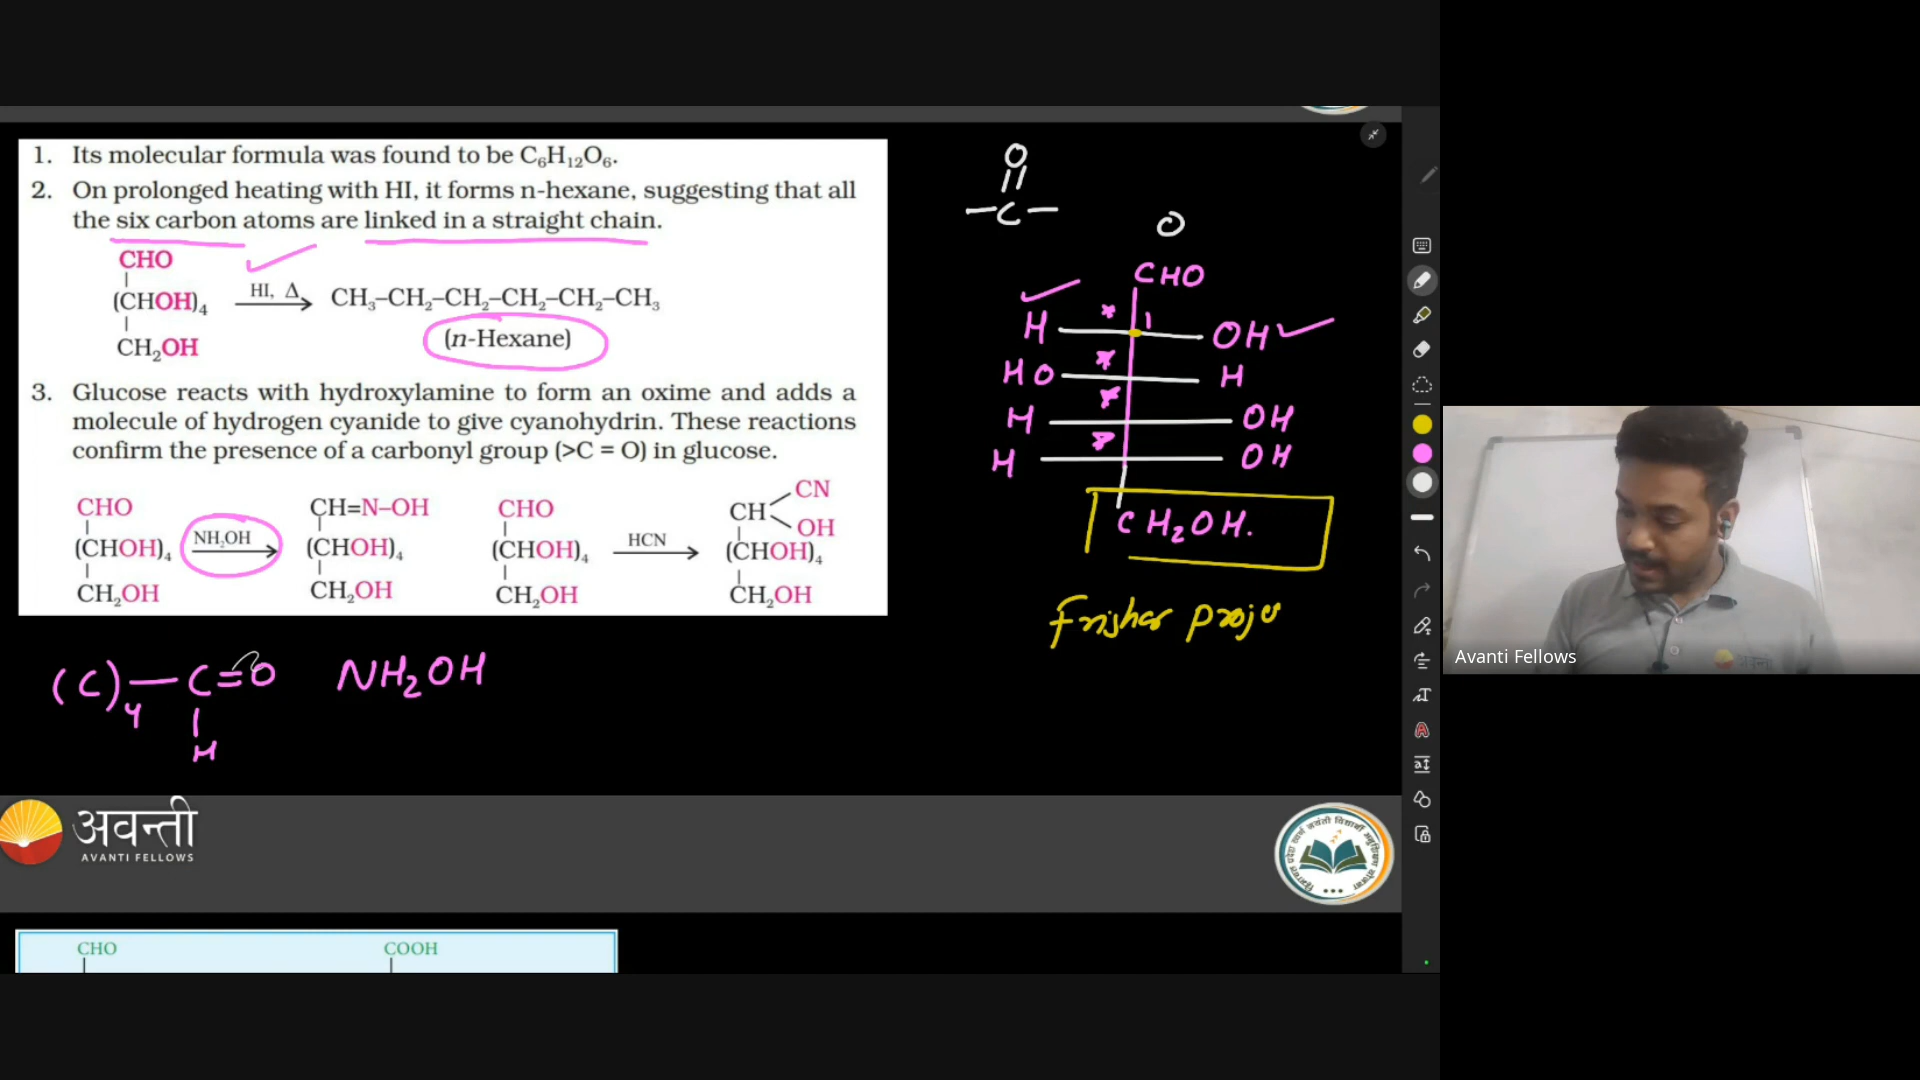 1. Its molecular formula was found to be C₆H₁₂O₆.
2. On prolonged heating with HI, it forms n-hexane, suggesting that all
the six carbon atoms are linked in a straight chain.
CHO
(CHOH)₄
CH₂OH
HI, Δ
CH₃–CH₂–CH₂–CH₂–CH₂–CH₃
(n-Hexane)
3. Glucose reacts with hydroxylamine to form an oxime and adds a
molecule of hydrogen cyanide to give cyanohydrin. These reactions
confirm the presence of a carbonyl group (>C = O) in glucose.
CHO
(CHOH)₄
CH₂OH
NH₂OH
CH=N–OH
(CHOH)₄
CH₂OH
CHO
(CHOH)₄
CH₂OH
HCN
CH
CN
OH
(CHOH)₄
CH₂OH
(C)₄ — C=O
H
NH₂OH
O
—C—
O
CHO
H * 1 OH
HO * H
H * OH
H * OH
CH₂OH.
Frisher proje
Avanti Fellows
अवन्ती
AVANTI FELLOWS
CHO
COOH